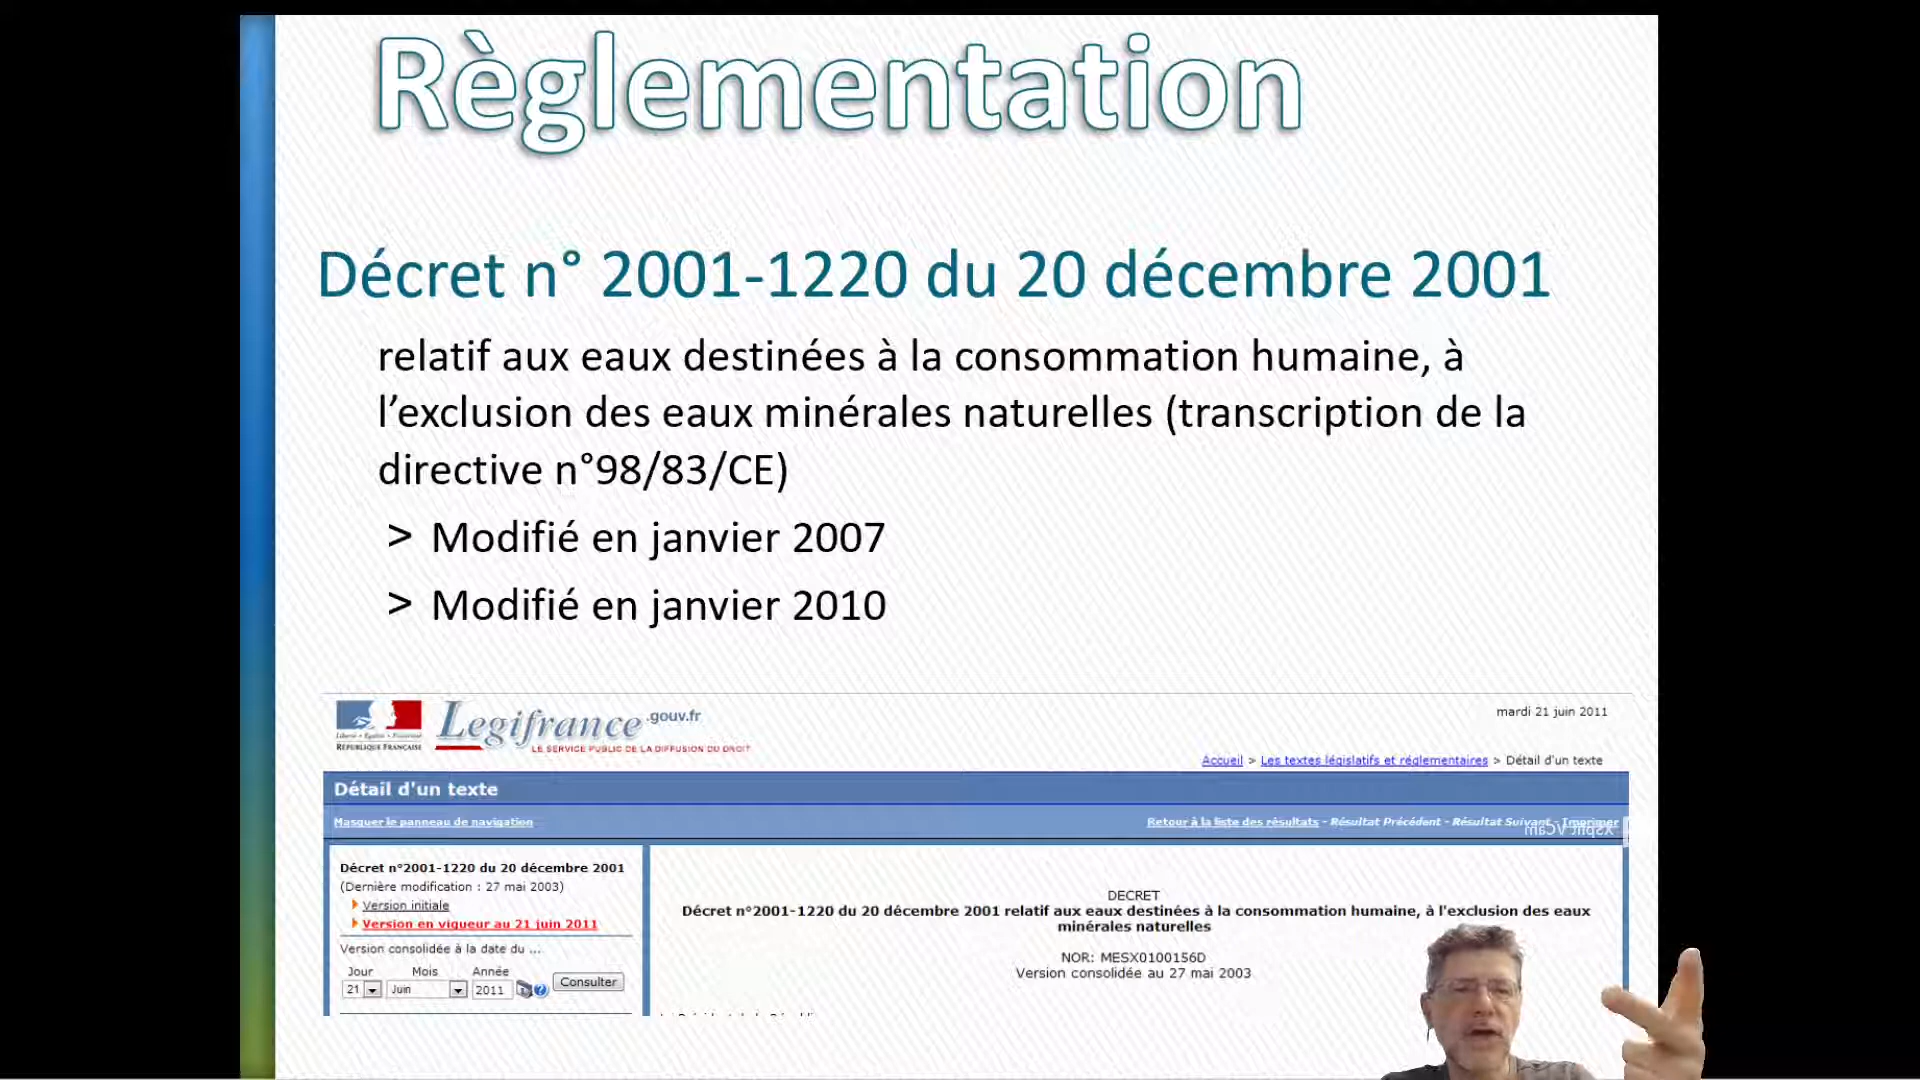 Règlementation
Décret n° 2001-1220 du 20 décembre 2001
relatif aux eaux destinées à la consommation humaine, à
l’exclusion des eaux minérales naturelles (transcription de la
directive n°98/83/CE)
> Modifié en janvier 2007
> Modifié en janvier 2010
Liberté • Égalité • Fraternité
RÉPUBLIQUE FRANÇAISE
Legifrance .gouv.fr
LE SERVICE PUBLIC DE LA DIFFUSION DU DROIT
mardi 21 juin 2011
Accueil > Les textes législatifs et réglementaires > Détail d'un texte
Détail d'un texte
Masquer le panneau de navigation
Retour à la liste des résultats - Résultat Précédent - Résultat Suivant - Imprimer
XSplit VCam
Décret n°2001-1220 du 20 décembre 2001
(Dernière modification : 27 mai 2003)
Version initiale
Version en vigueur au 21 juin 2011
Version consolidée à la date du ...
Jour Mois Année
21 Juin 2011 Consulter
DECRET
Décret n°2001-1220 du 20 décembre 2001 relatif aux eaux destinées à la consommation humaine, à l'exclusion des eaux
minérales naturelles
NOR: MESX0100156D
Version consolidée au 27 mai 2003